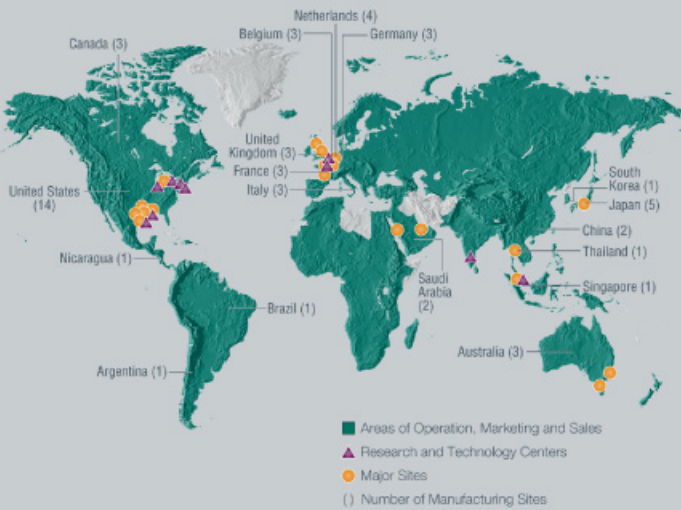 Netherlands (4)
Belgium (3)
Germany (3)
Canada (3)
United
Kingdom (3)
France (3)
Italy (3)
United States
(14)
South
Korea (1)
Japan (5)
China (2)
Thailand (1)
Nicaragua (1)
Saudi
Arabia
(2)
Singapore (1)
Brazil (1)
Australia (3)
Argentina (1)
Areas of Operation, Marketing and Sales
Research and Technology Centers
Major Sites
( ) Number of Manufacturing Sites